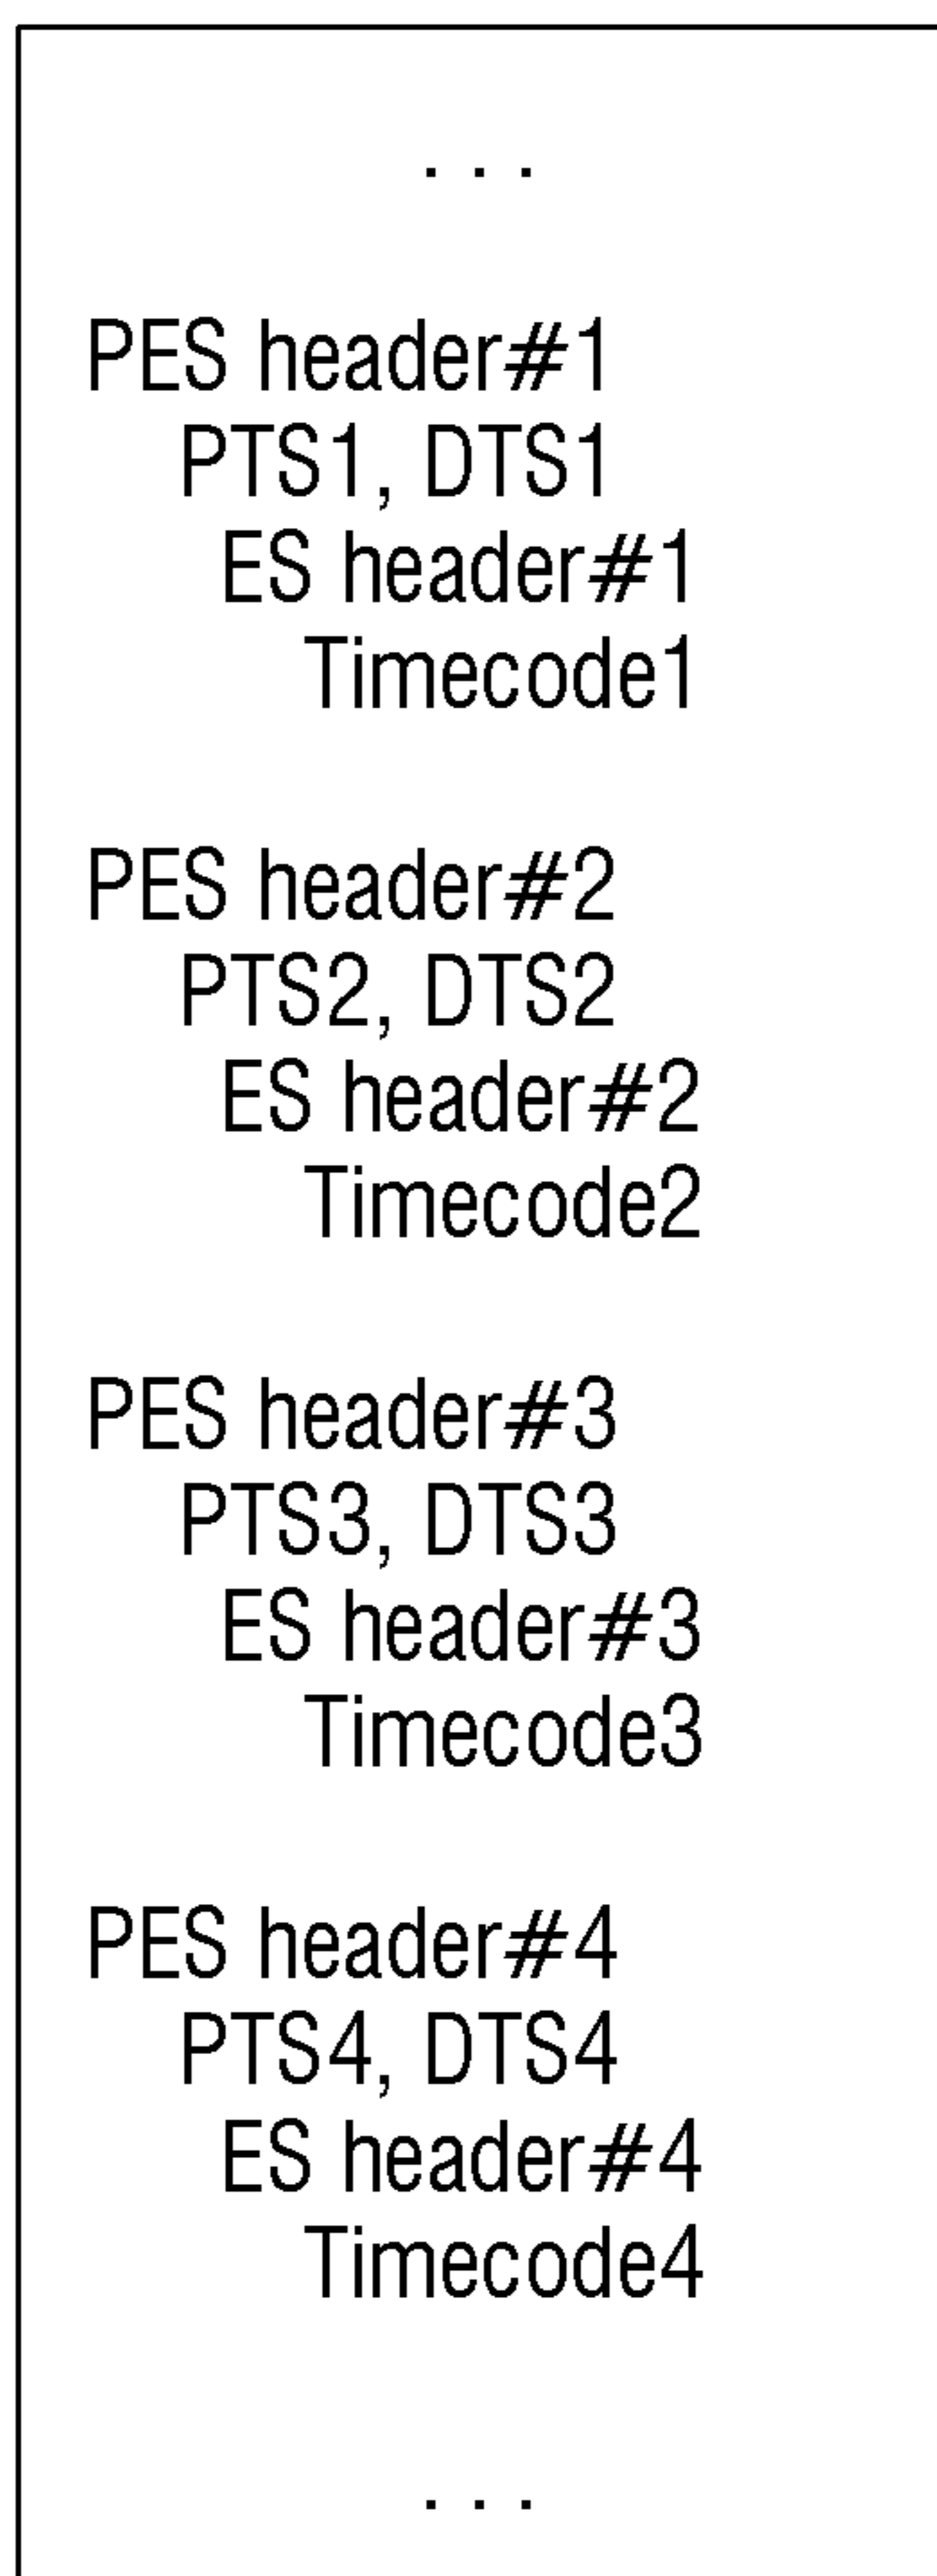 . . .
PES header#1
PTS1, DTS1
ES header#1
Timecode1
PES header#2
PTS2, DTS2
ES header#2
Timecode2
PES header#3
PTS3, DTS3
ES header#3
Timecode3
PES header#4
PTS4, DTS4
ES header#4
Timecode4
. . .